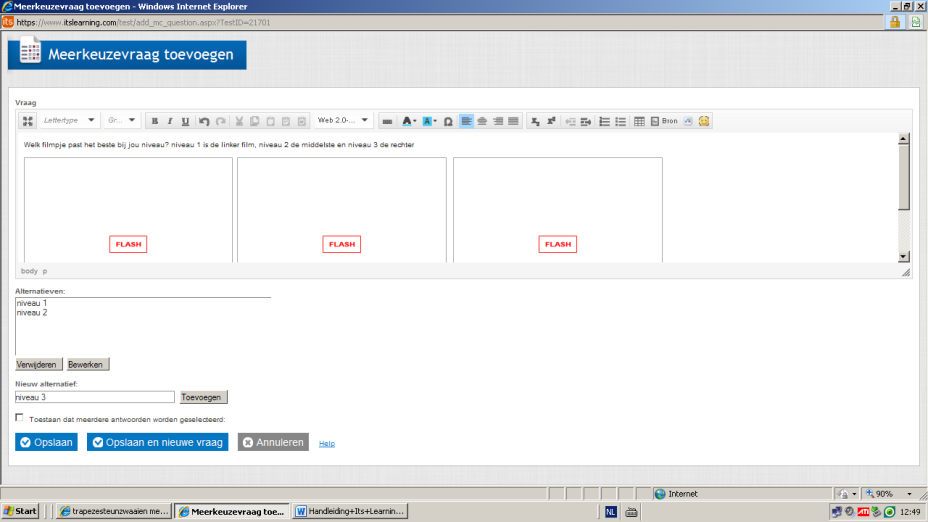 Meerkeuzevraag toevoegen - Windows Internet Explorer
its https://www.itslearning.com/test/add_mc_question.aspx?TestID=21701
Meerkeuzevraag toevoegen
Vraag
Lettertype Gr... B I U Web 2.0-... A A Ω Bron
Welk filmpje past het beste bij jou niveau? niveau 1 is de linker film, niveau 2 de middelste en niveau 3 de rechter
FLASH FLASH FLASH
body p
Alternatieven:
niveau 1
niveau 2
Verwijderen Bewerken
Nieuw alternatief:
niveau 3 Toevoegen
Toestaan dat meerdere antwoorden worden geselecteerd:
Opslaan Opslaan en nieuwe vraag Annuleren Help
Internet 90%
Start trapezesteunzwaaien me... Meerkeuzevraag toe... Handleiding+Its+Learnin... NL ATI 12:49